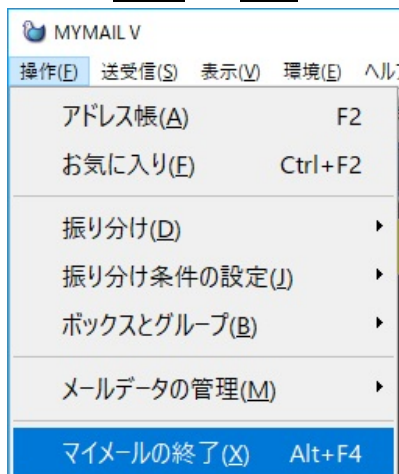 MYMAIL V
操作(F) 送受信(S) 表示(V) 環境(E) ヘル
アドレス帳(A) F2
お気に入り(F) Ctrl+F2
振り分け(D)
振り分け条件の設定(J)
ボックスとグループ(B)
メールデータの管理(M)
マイメールの終了(X) Alt+F4